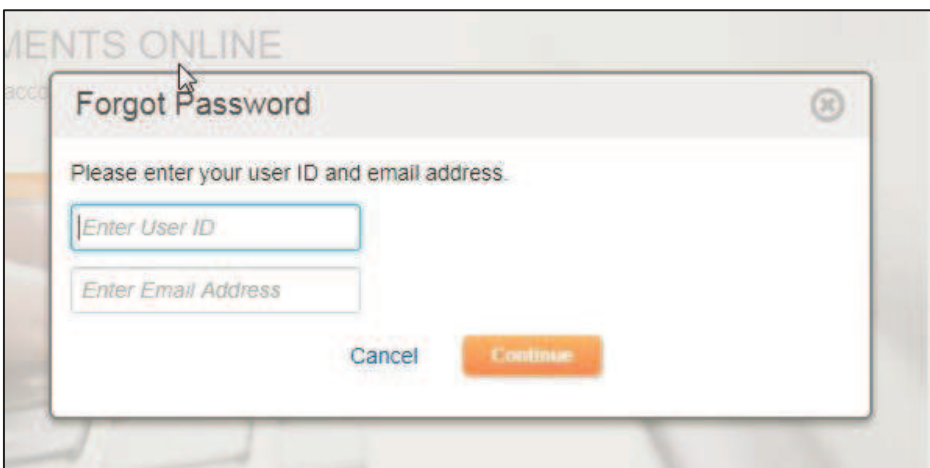 MENTS ONLINE
acco
Forgot Password
Please enter your user ID and email address.
Enter User ID
Enter Email Address
Cancel
Continue